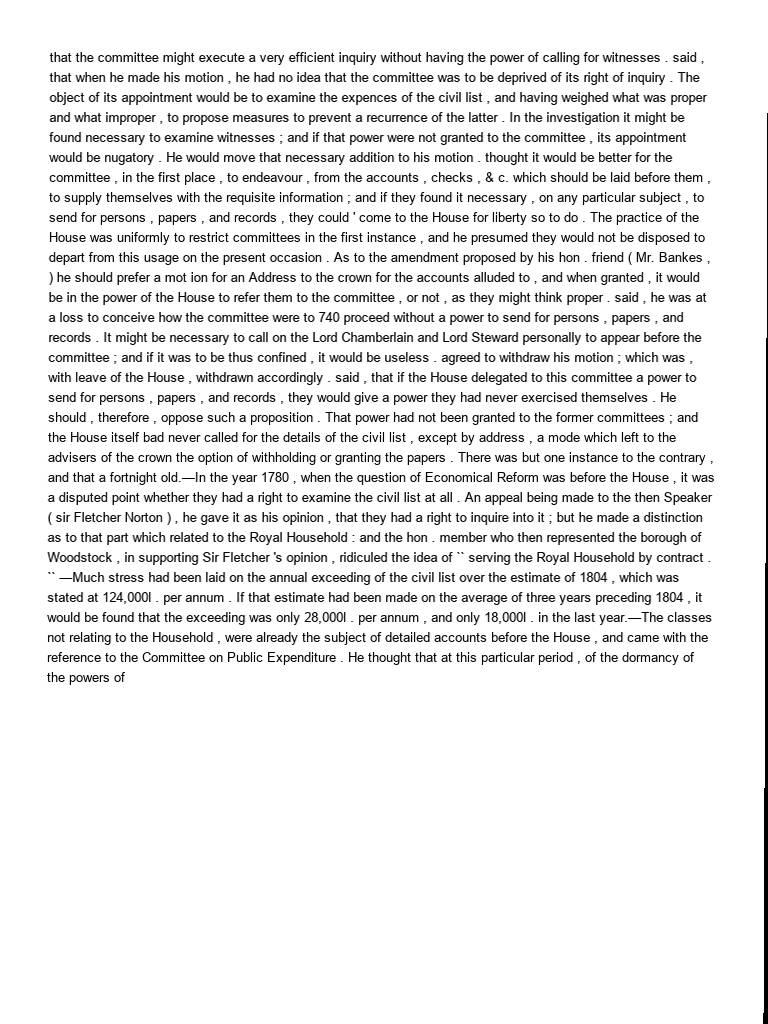 that the committee might execute a very efficient inquiry without having the power of calling for witnesses . said ,
that when he made his motion , he had no idea that the committee was to be deprived of its right of inquiry . The
object of its appointment would be to examine the expences of the civil list , and having weighed what was proper
and what improper , to propose measures to prevent a recurrence of the latter . In the investigation it might be
found necessary to examine witnesses ; and if that power were not granted to the committee , its appointment
would be nugatory . He would move that necessary addition to his motion . thought it would be better for the
committee , in the first place , to endeavour , from the accounts , checks , & c. which should be laid before them ,
to supply themselves with the requisite information ; and if they found it necessary , on any particular subject , to
send for persons , papers , and records , they could ' come to the House for liberty so to do . The practice of the
House was uniformly to restrict committees in the first instance , and he presumed they would not be disposed to
depart from this usage on the present occasion . As to the amendment proposed by his hon . friend ( Mr. Bankes ,
) he should prefer a mot ion for an Address to the crown for the accounts alluded to , and when granted , it would
be in the power of the House to refer them to the committee , or not , as they might think proper . said , he was at
a loss to conceive how the committee were to 740 proceed without a power to send for persons , papers , and
records . It might be necessary to call on the Lord Chamberlain and Lord Steward personally to appear before the
committee ; and if it was to be thus confined , it would be useless . agreed to withdraw his motion ; which was ,
with leave of the House , withdrawn accordingly . said , that if the House delegated to this committee a power to
send for persons , papers , and records , they would give a power they had never exercised themselves . He
should , therefore , oppose such a proposition . That power had not been granted to the former committees ; and
the House itself bad never called for the details of the civil list , except by address , a mode which left to the
advisers of the crown the option of withholding or granting the papers . There was but one instance to the contrary ,
and that a fortnight old.—In the year 1780 , when the question of Economical Reform was before the House , it was
a disputed point whether they had a right to examine the civil list at all . An appeal being made to the then Speaker
( sir Fletcher Norton ) , he gave it as his opinion , that they had a right to inquire into it ; but he made a distinction
as to that part which related to the Royal Household : and the hon . member who then represented the borough of
Woodstock , in supporting Sir Fletcher 's opinion , ridiculed the idea of `` serving the Royal Household by contract .
`` —Much stress had been laid on the annual exceeding of the civil list over the estimate of 1804 , which was
stated at 124,000l . per annum . If that estimate had been made on the average of three years preceding 1804 , it
would be found that the exceeding was only 28,000l . per annum , and only 18,000l . in the last year.—The classes
not relating to the Household , were already the subject of detailed accounts before the House , and came with the
reference to the Committee on Public Expenditure . He thought that at this particular period , of the dormancy of
the powers of